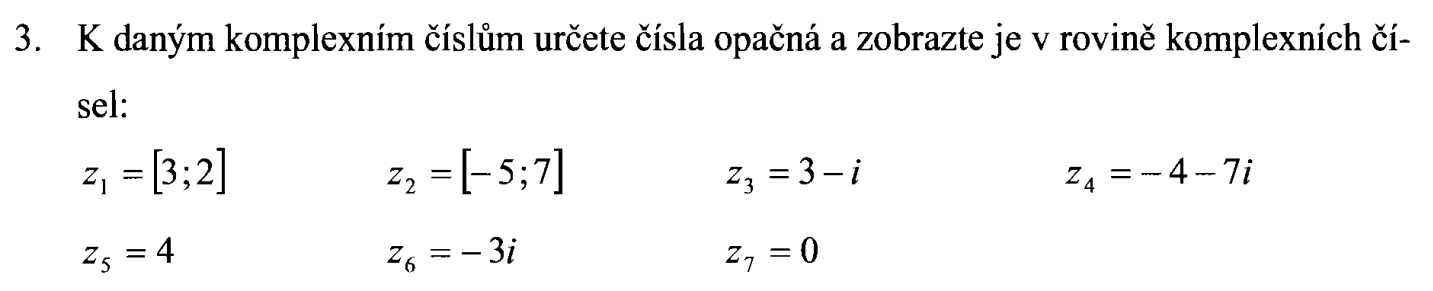 3. K daným komplexním číslům určete čísla opačná a zobrazte je v rovině komplexních čí-
sel:
z₁ = [3;2] z₂ = [−5;7] z₃ = 3 − i z₄ = −4 − 7i
z₅ = 4 z₆ = −3i z₇ = 0